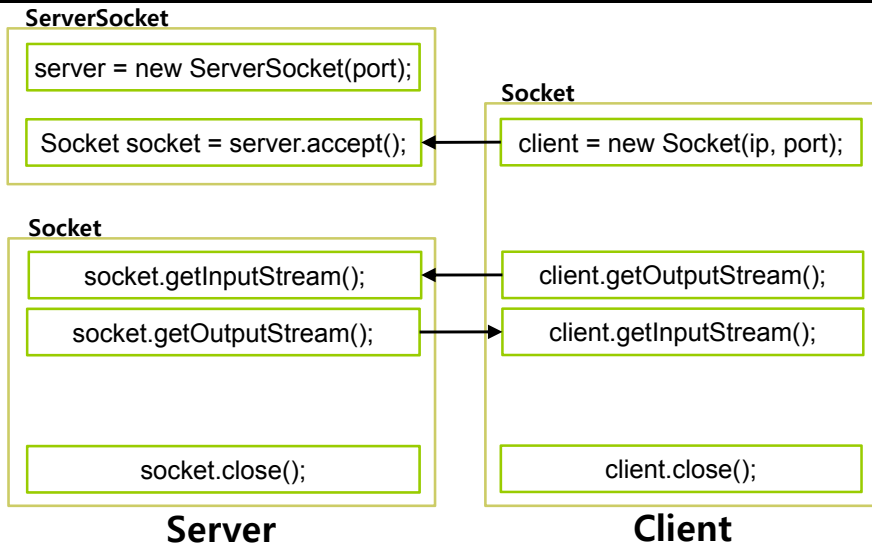 ServerSocket
server = new ServerSocket(port);
Socket socket = server.accept();
Socket
socket.getInputStream();
socket.getOutputStream();
socket.close();
Server
Socket
client = new Socket(ip, port);
client.getOutputStream();
client.getInputStream();
client.close();
Client